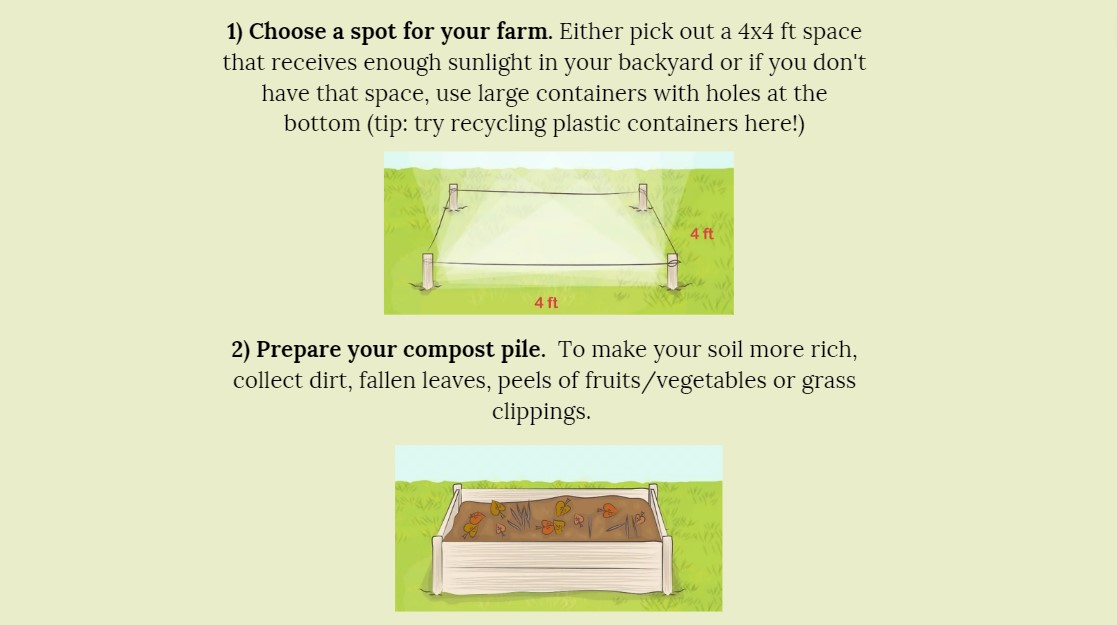 1) Choose a spot for your farm. Either pick out a 4x4 ft space
that receives enough sunlight in your backyard or if you don't
have that space, use large containers with holes at the
bottom (tip: try recycling plastic containers here!)
4 ft
4 ft
2) Prepare your compost pile.  To make your soil more rich,
collect dirt, fallen leaves, peels of fruits/vegetables or grass
clippings.